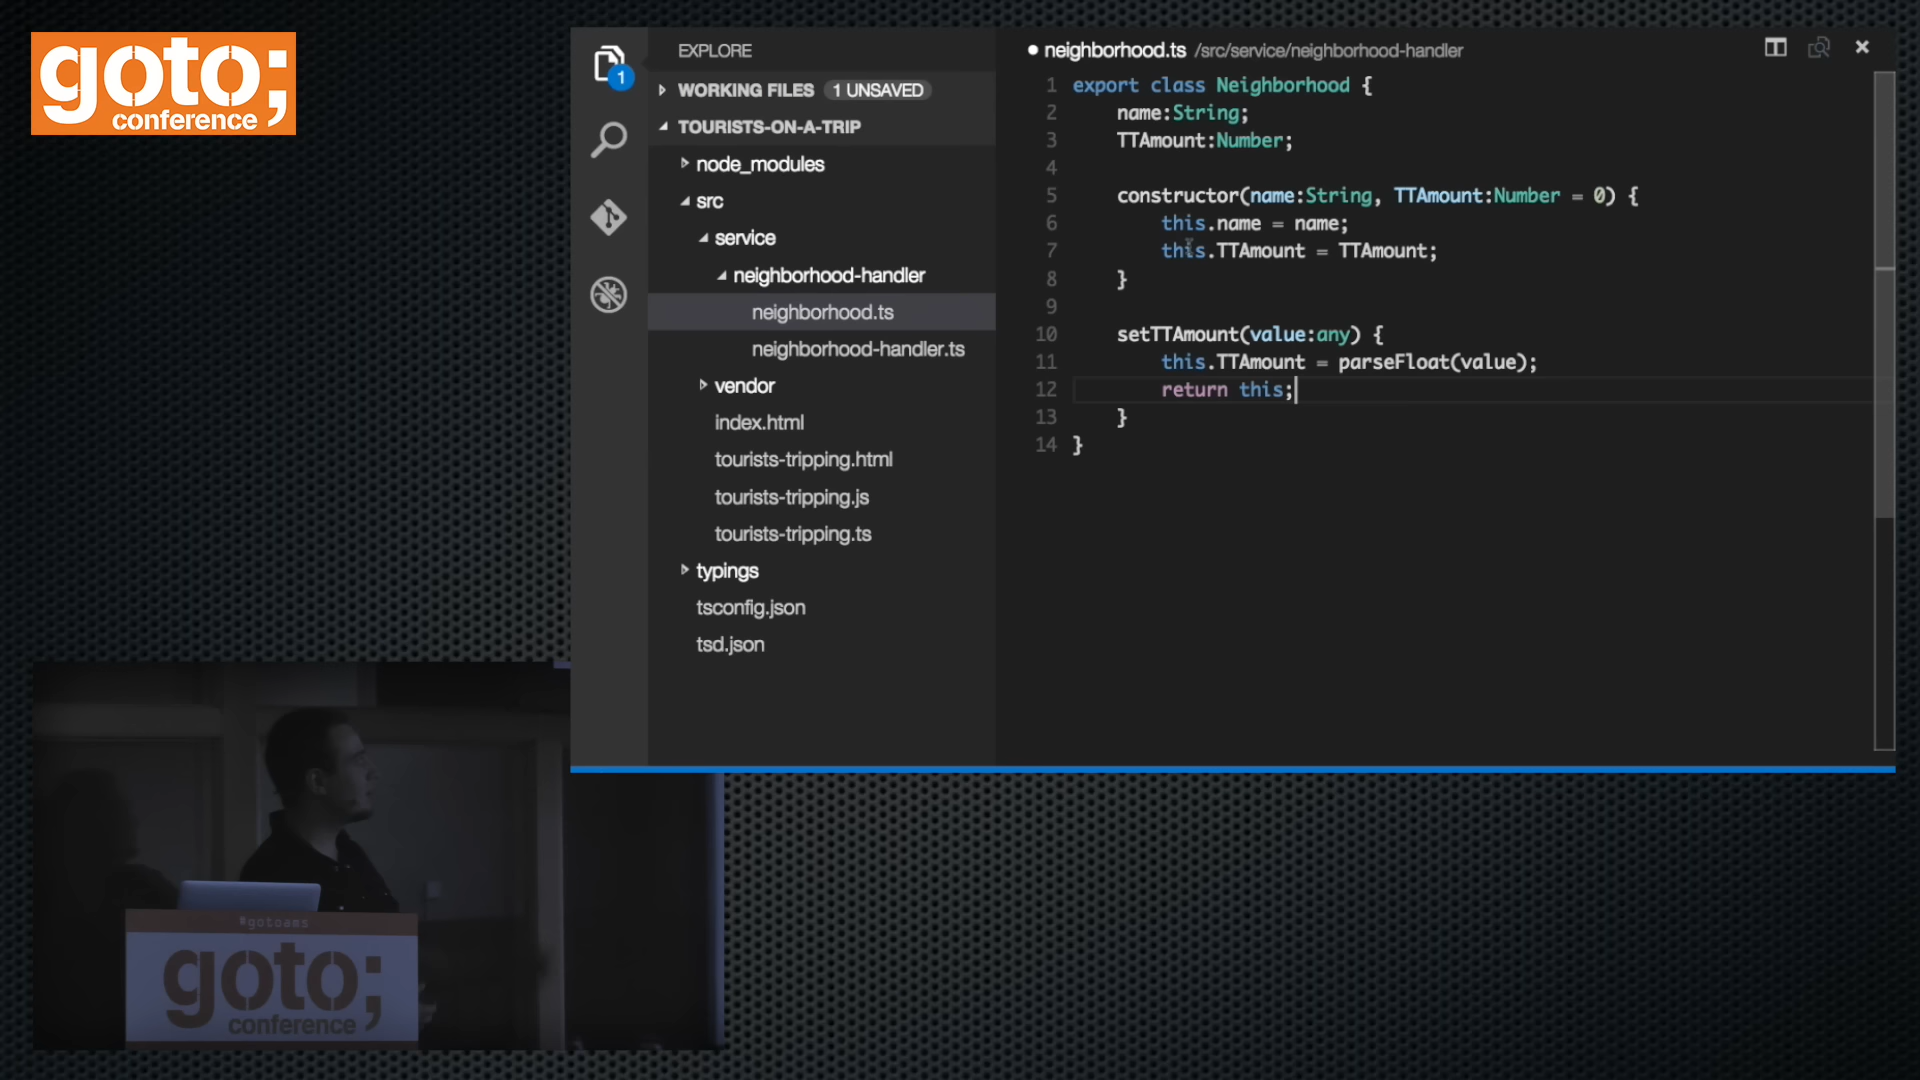 goto;
conference
EXPLORE
WORKING FILES 1 UNSAVED
TOURISTS-ON-A-TRIP
node_modules
src
service
neighborhood-handler
neighborhood.ts
neighborhood-handler.ts
vendor
index.html
tourists-tripping.html
tourists-tripping.js
tourists-tripping.ts
typings
tsconfig.json
tsd.json
1
neighborhood.ts /src/service/neighborhood-handler
1 export class Neighborhood {
2 name:String;
3 TTAmount:Number;
4
5 constructor(name:String, TTAmount:Number = 0) {
6 this.name = name;
7 this.TTAmount = TTAmount;
8 }
9
10 setTTAmount(value:any) {
11 this.TTAmount = parseFloat(value);
12 return this;
13 }
14 }
#gotoams
goto;
conference